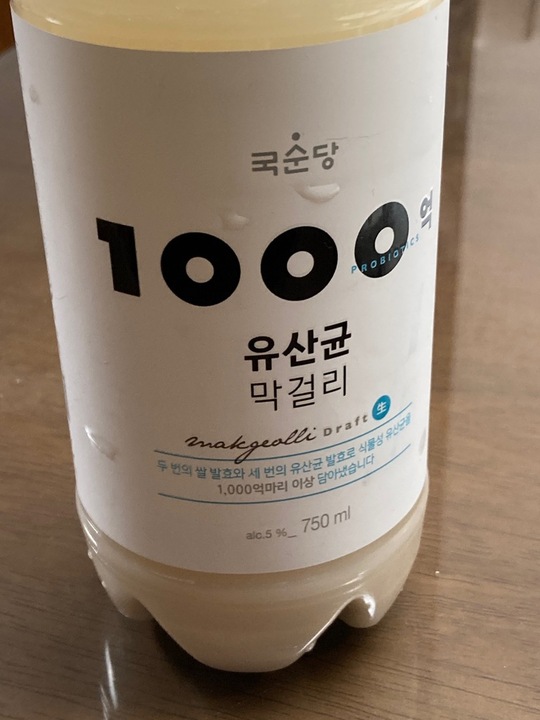 국순당
1000억
PROBIOTICS
유산균
막걸리
makgeolli Draft 生
두 번의 쌀 발효와 세 번의 유산균 발효로 식물성 유산균을
1,000억마리 이상 담아냈습니다
alc.5 %_ 750 ml